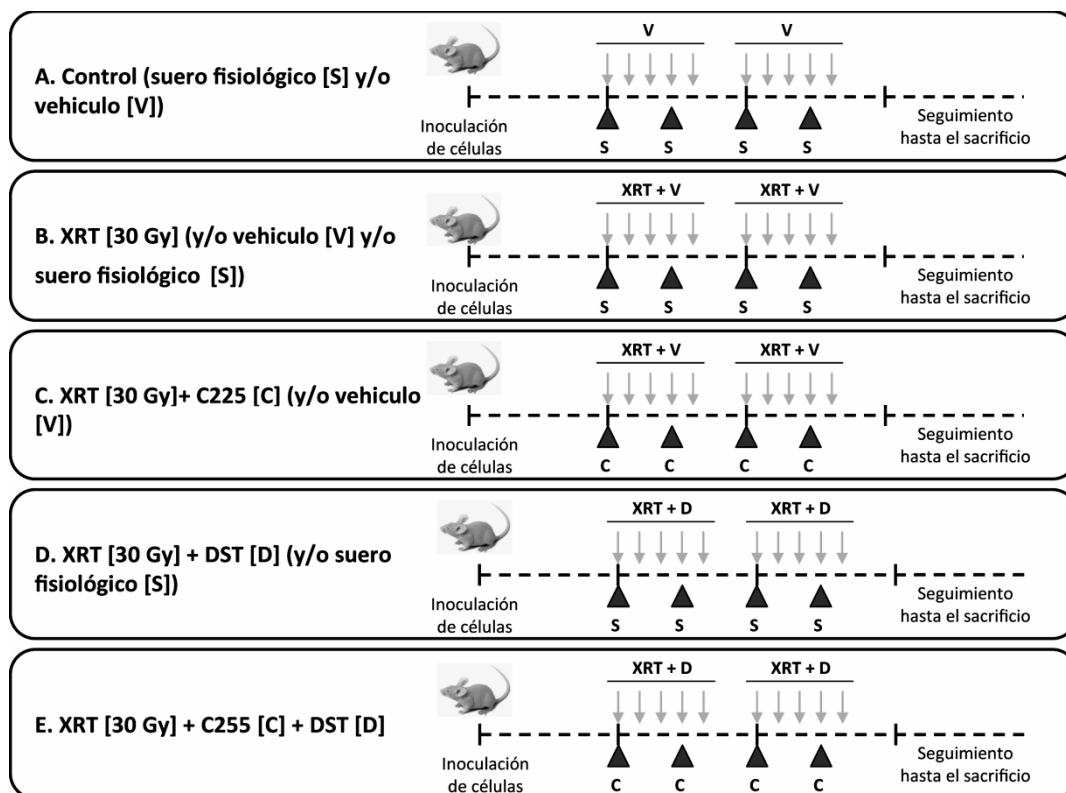 A. Control (suero fisiológico [S] y/o
vehiculo [V])
V V
Inoculación
de células
S S S S
Seguimiento
hasta el sacrificio
B. XRT [30 Gy] (y/o vehiculo [V] y/o
suero fisiológico [S])
XRT + V XRT + V
Inoculación
de células
S S S S
Seguimiento
hasta el sacrificio
C. XRT [30 Gy]+ C225 [C] (y/o vehiculo
[V])
XRT + V XRT + V
Inoculación
de células
C C C C
Seguimiento
hasta el sacrificio
D. XRT [30 Gy] + DST [D] (y/o suero
fisiológico [S])
XRT + D XRT + D
Inoculación
de células
S S S S
Seguimiento
hasta el sacrificio
E. XRT [30 Gy] + C255 [C] + DST [D]
XRT + D XRT + D
Inoculación
de células
C C C C
Seguimiento
hasta el sacrificio